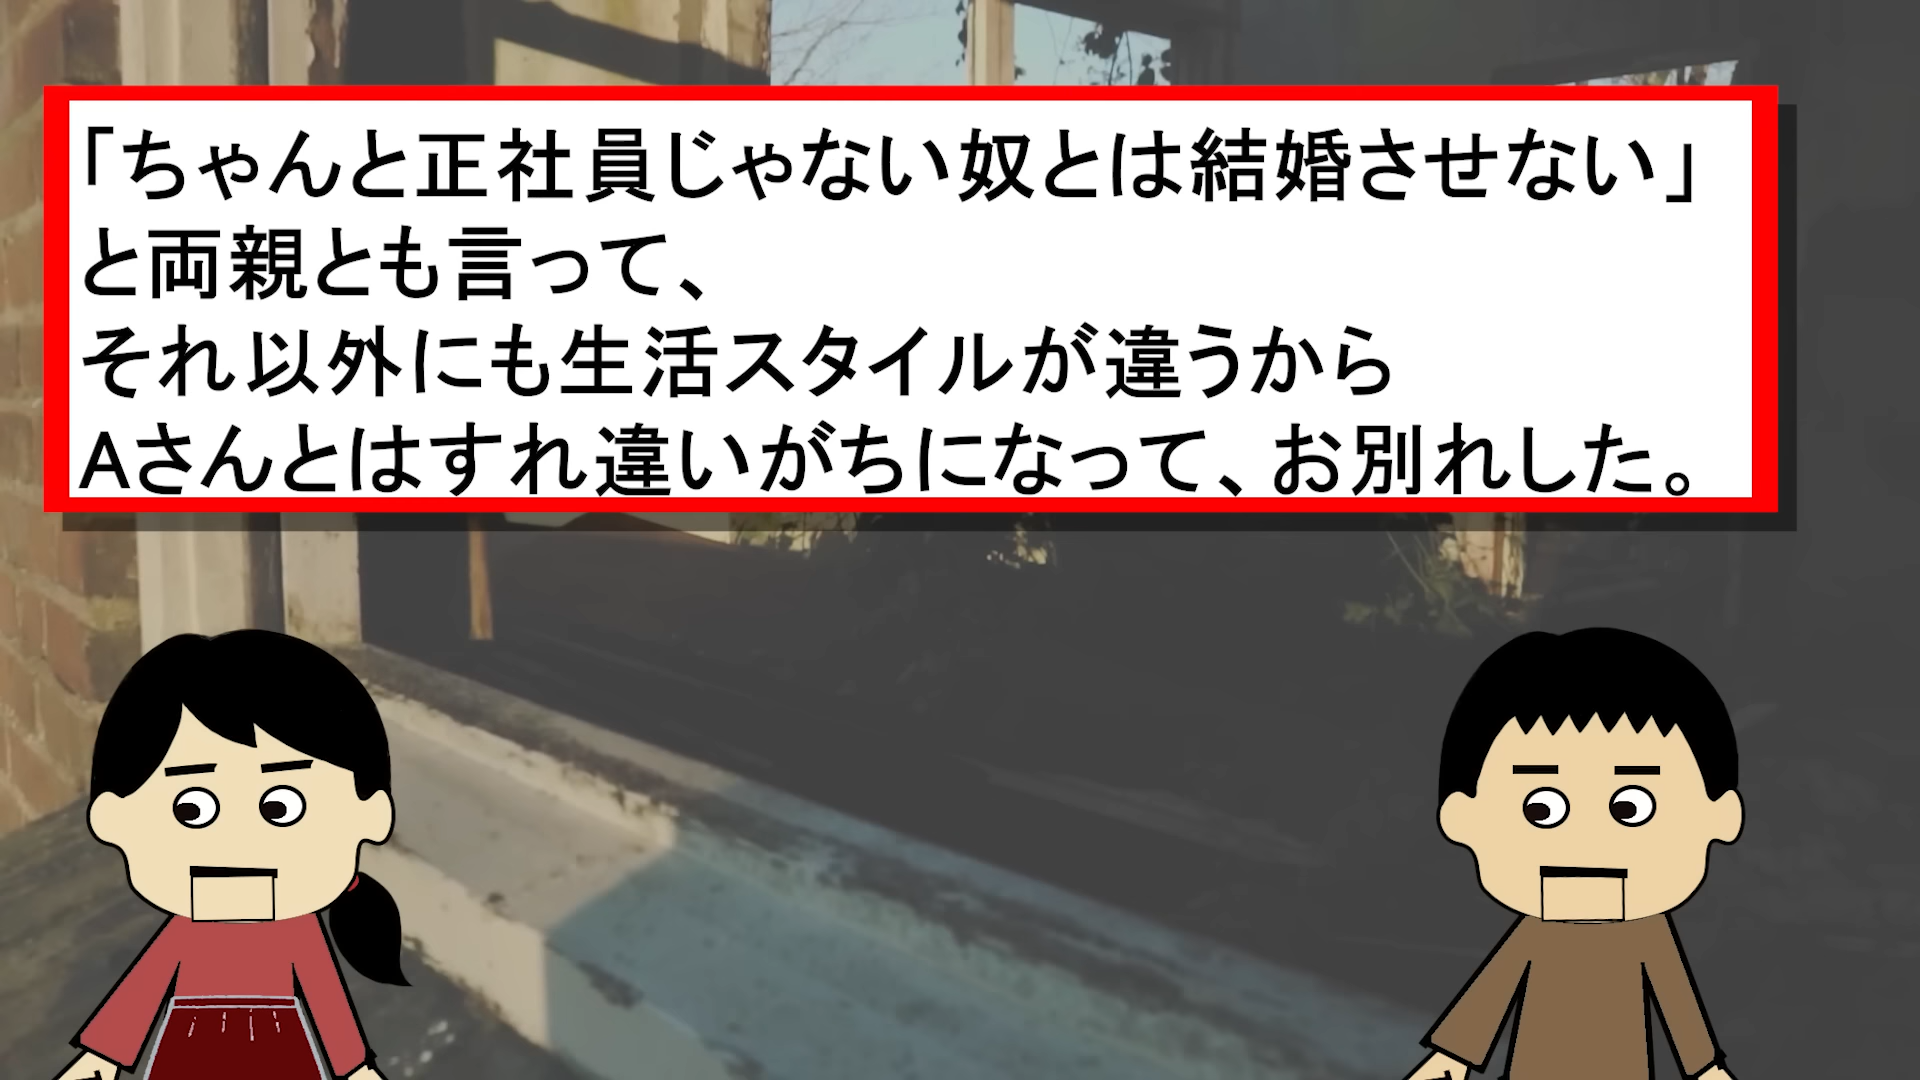 「ちゃんと正社員じゃない奴とは結婚させない」
と両親とも言って、
それ以外にも生活スタイルが違うから
Aさんとはすれ違いがちになって、お別れした。